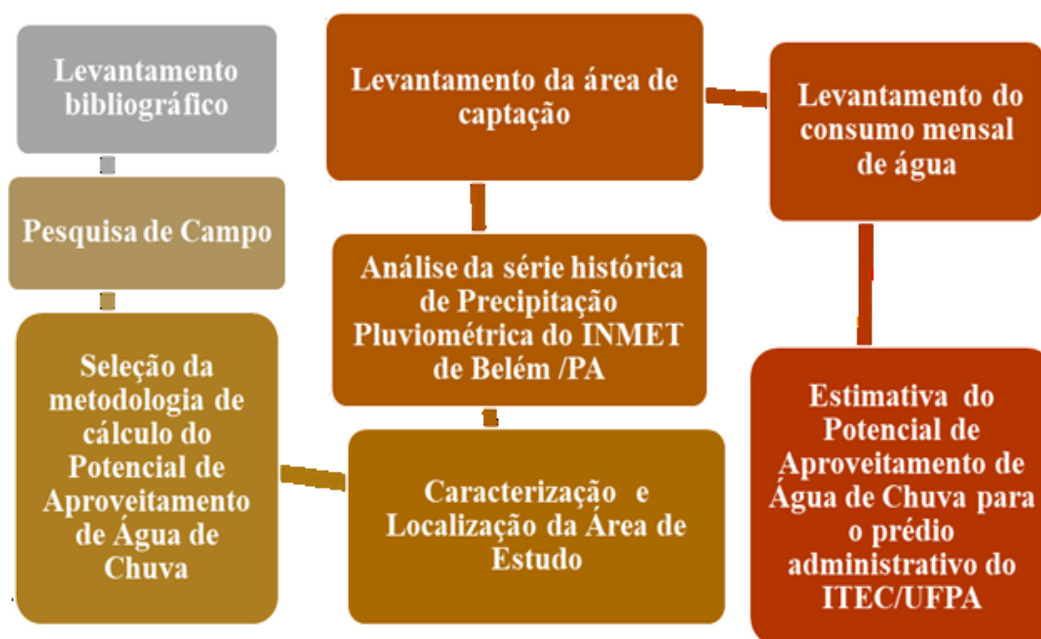 Levantamento
bibliográfico
Pesquisa de Campo
Seleção da
metodologia de
cálculo do
Potencial de
Aproveitamento
de Água de
Chuva
Caracterização e
Localização da Área de
Estudo
Análise da série histórica
de Precipitação
Pluviométrica do INMET
de Belém /PA
Levantamento da área de
captação
Levantamento do
consumo mensal
de água
Estimativa do
Potencial de
Aproveitamento de
Água de Chuva para
o prédio
administrativo do
ITEC/UFPA